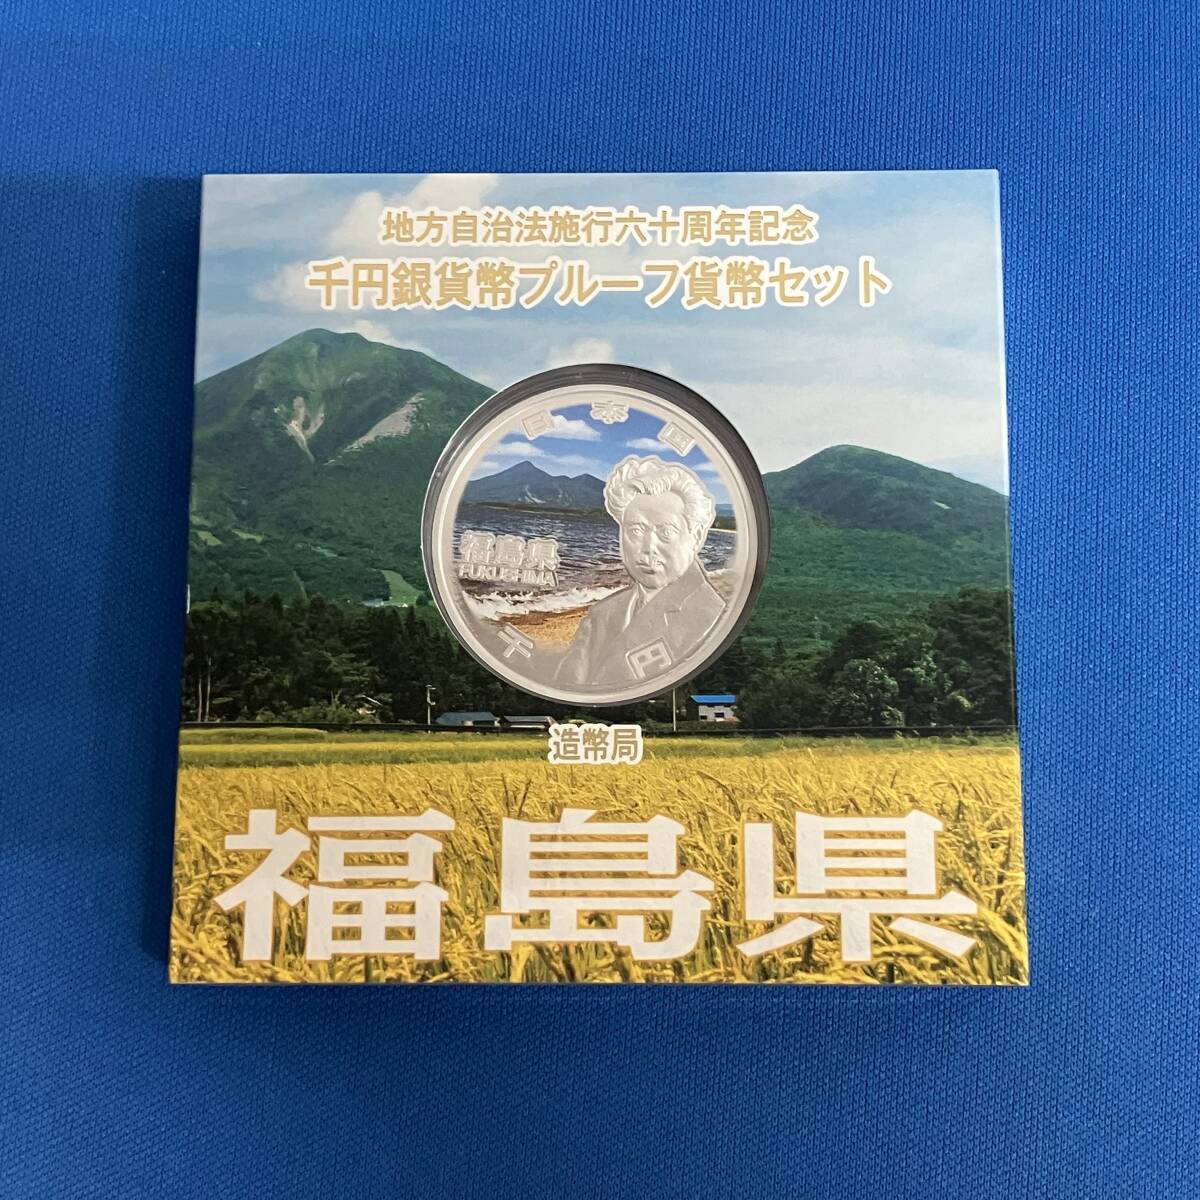 地方自治法施行六十周年記念
千円銀貨幣プルーフ貨幣セット
日本国
福島県
FUKUSHIMA
千円
造幣局
福島県